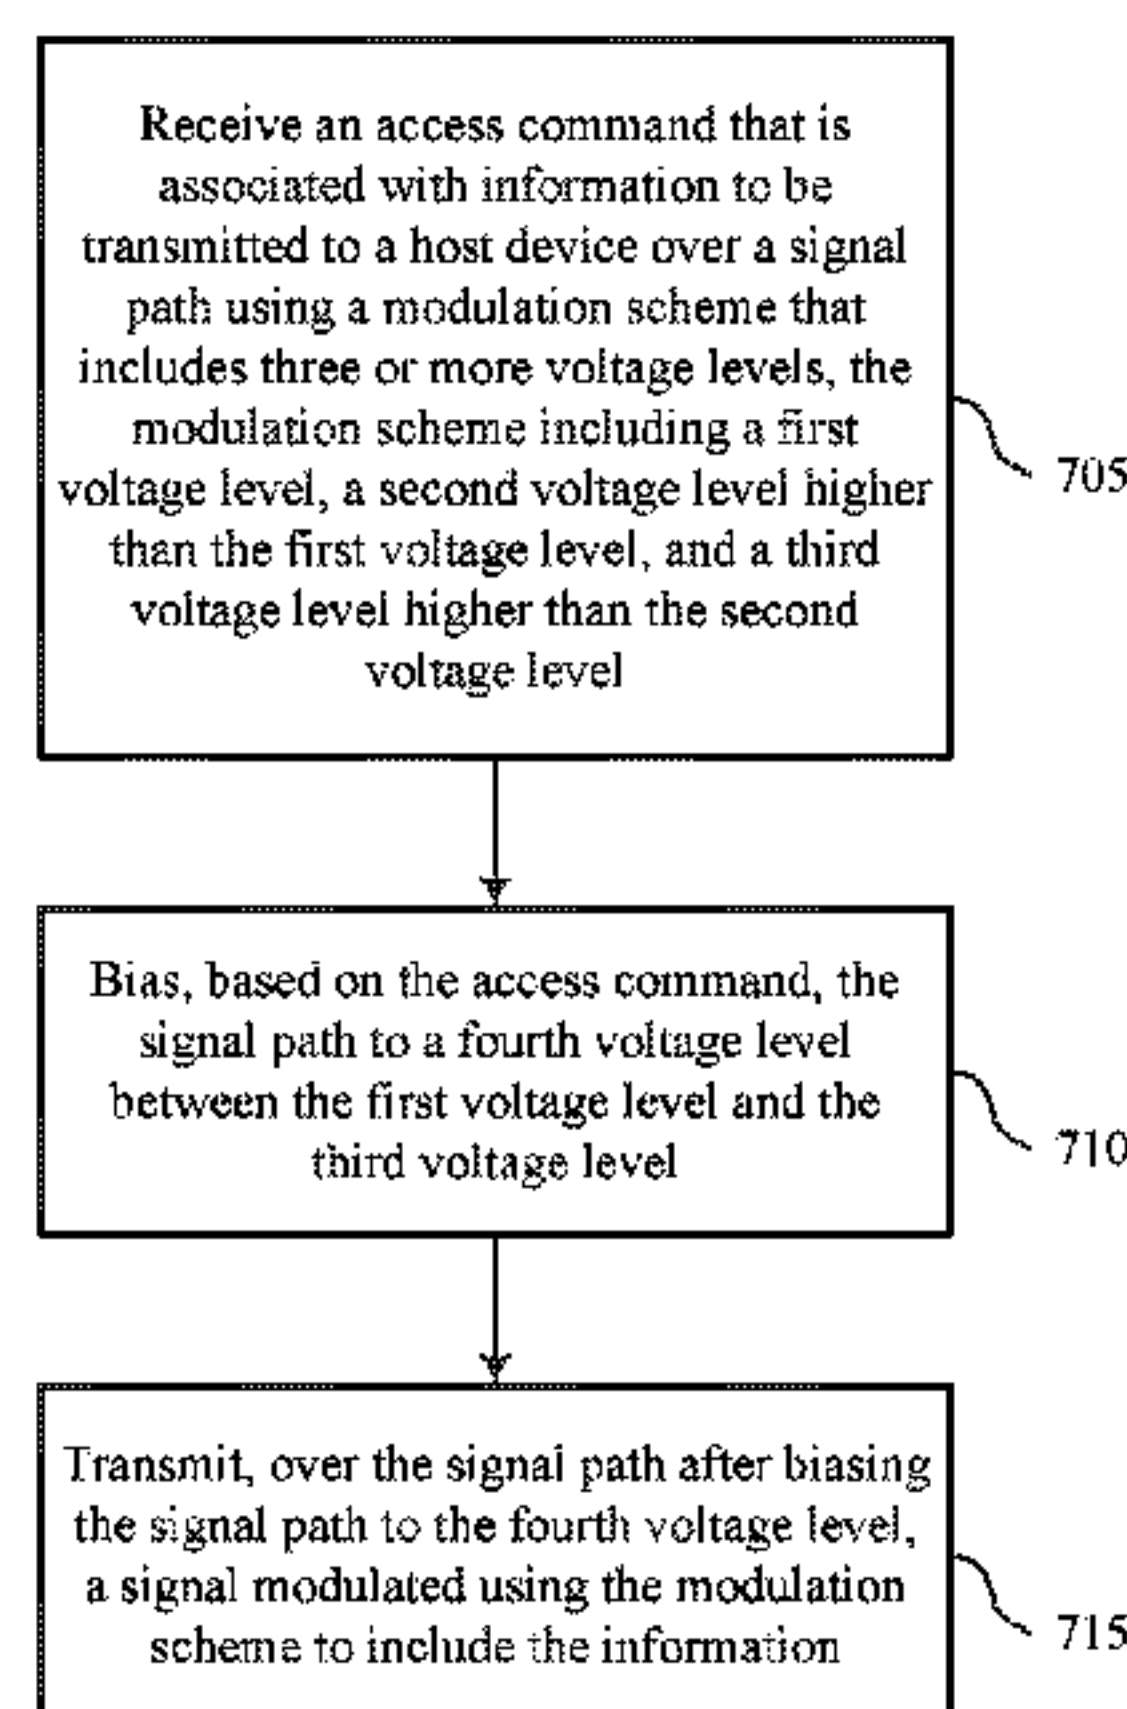 Receive an access command that is
associated with information to be
transmitted to a host device over a signal
path using a modulation scheme that
includes three or more voltage levels, the
modulation scheme including a first
voltage level, a second voltage level higher
than the first voltage level, and a third
voltage level higher than the second
voltage level
705
Bias, based on the access command, the
signal path to a fourth voltage level
between the first voltage level and the
third voltage level
710
Transmit, over the signal path after biasing
the signal path to the fourth voltage level,
a signal modulated using the modulation
scheme to include the information
715